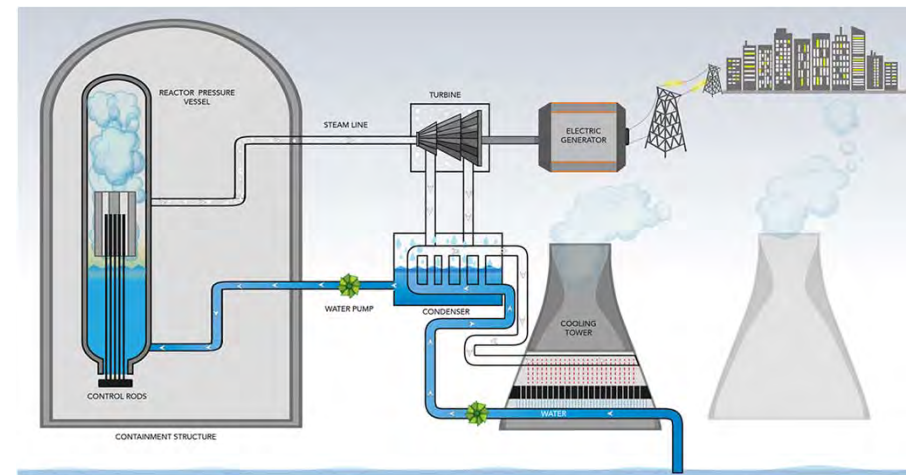 REACTOR PRESSURE
VESSEL
TURBINE
STEAM LINE
ELECTRIC
GENERATOR
WATER PUMP
CONDENSER
COOLING
TOWER
CONTROL RODS
WATER
CONTAINMENT STRUCTURE